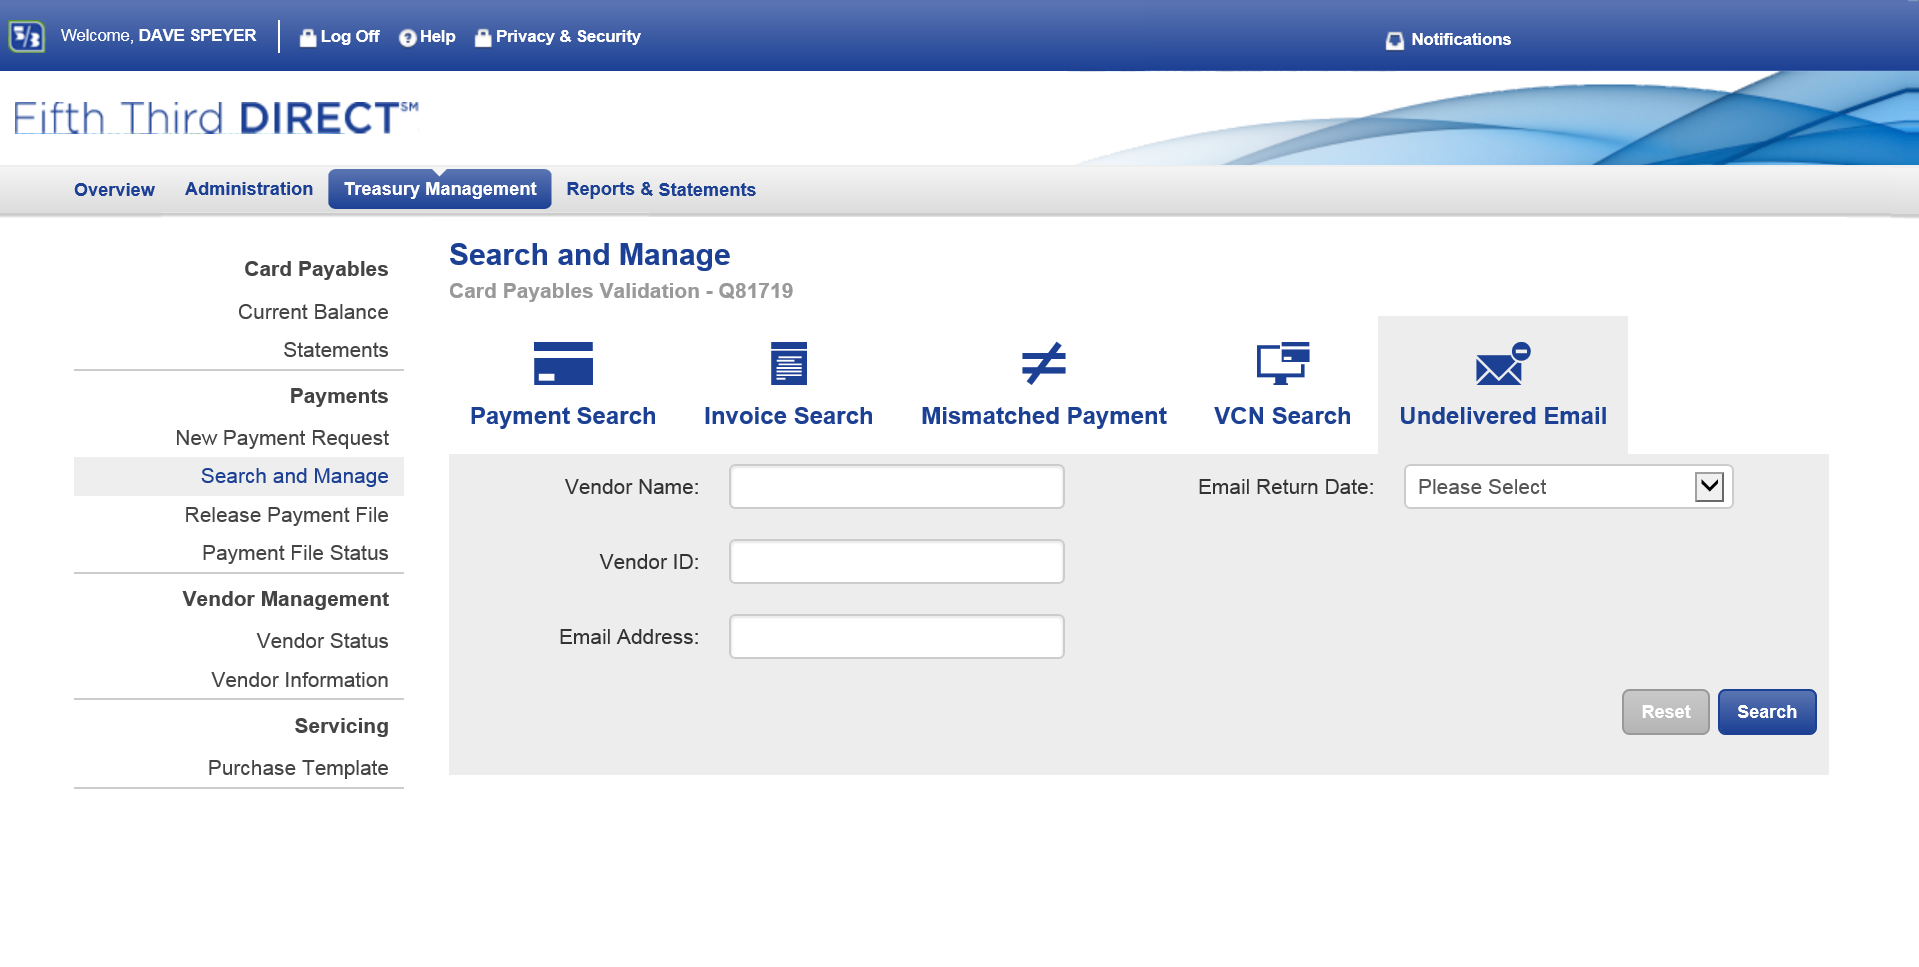 5/3 Welcome, DAVE SPEYER Log Off Help Privacy & Security Notifications
Fifth Third DIRECT℠
Overview Administration Treasury Management Reports & Statements
Card Payables
Current Balance
Statements
Payments
New Payment Request
Search and Manage
Release Payment File
Payment File Status
Vendor Management
Vendor Status
Vendor Information
Servicing
Purchase Template
Search and Manage
Card Payables Validation - Q81719
Payment Search Invoice Search Mismatched Payment VCN Search Undelivered Email
Vendor Name: Email Return Date: Please Select
Vendor ID:
Email Address:
Reset Search